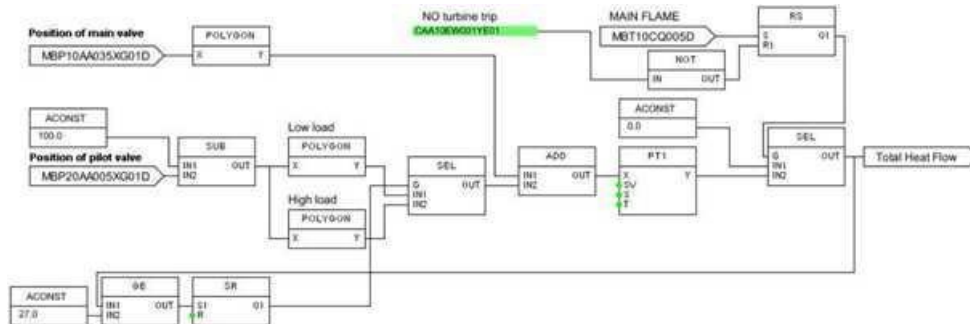 NO turbine trip
CAA10EW001YE01
MAIN FLAME
MBT10CQ005D
RS
S
R1
Q1
Position of main valve
MBP10AA035XG01D
POLYGON
X Y
NOT
IN OUT
ACONST
100.0
SUB
IN1 OUT
IN2
Position of pilot valve
MBP20AA005XG01D
Low load
POLYGON
X Y
High load
POLYGON
X Y
SEL
G OUT
IN1
IN2
ADD
IN1 OUT
IN2
ACONST
0.0
PT1
X Y
SW
S
T
SEL
G OUT
IN1
IN2
Total Heat Flow
ACONST
27.0
GE
IN1 OUT
IN2
SR
S1 Q1
R